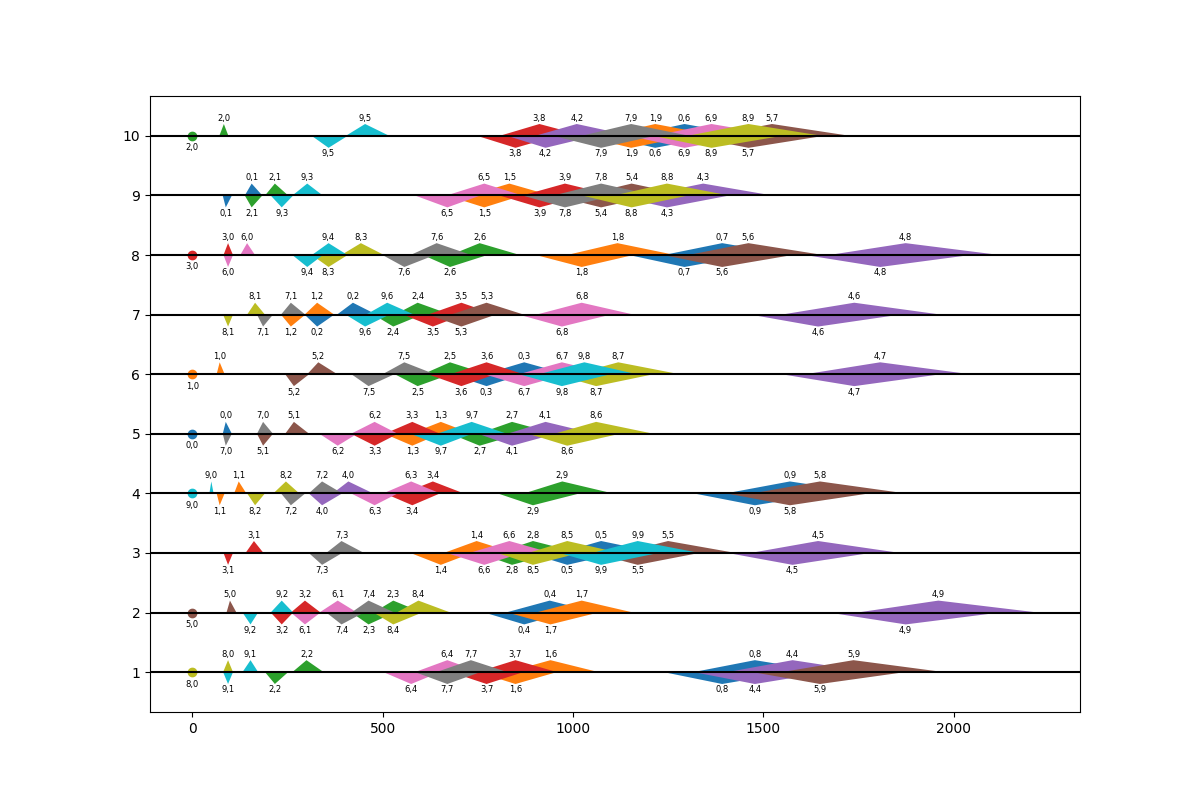 2,0 9,5 3,8 4,2 7,9 1,9 0,6 6,9 8,9 5,7
10
2,0 9,5 3,8 4,2 7,9 1,9 0,6 6,9 8,9 5,7
0,1 2,1 9,3 6,5 1,5 3,9 7,8 5,4 8,8 4,3
9
0,1 2,1 9,3 6,5 1,5 3,9 7,8 5,4 8,8 4,3
3,0 6,0 9,4 8,3 7,6 2,6 1,8 0,7 5,6 4,8
8
3,0 6,0 9,4 8,3 7,6 2,6 1,8 0,7 5,6 4,8
8,1 7,1 1,2 0,2 9,6 2,4 3,5 5,3 6,8 4,6
7
8,1 7,1 1,2 0,2 9,6 2,4 3,5 5,3 6,8 4,6
1,0 5,2 7,5 2,5 3,6 0,3 6,7 9,8 8,7 4,7
6
1,0 5,2 7,5 2,5 3,6 0,3 6,7 9,8 8,7 4,7
0,0 7,0 5,1 6,2 3,3 1,3 9,7 2,7 4,1 8,6
5
0,0 7,0 5,1 6,2 3,3 1,3 9,7 2,7 4,1 8,6
9,0 1,1 8,2 7,2 4,0 6,3 3,4 2,9 0,9 5,8
4
9,0 1,1 8,2 7,2 4,0 6,3 3,4 2,9 0,9 5,8
3,1 7,3 1,4 6,6 2,8 8,5 0,5 9,9 5,5 4,5
3
3,1 7,3 1,4 6,6 2,8 8,5 0,5 9,9 5,5 4,5
5,0 9,2 3,2 6,1 7,4 2,3 8,4 0,4 1,7 4,9
2
5,0 9,2 3,2 6,1 7,4 2,3 8,4 0,4 1,7 4,9
8,0 9,1 2,2 6,4 7,7 3,7 1,6 0,8 4,4 5,9
1
8,0 9,1 2,2 6,4 7,7 3,7 1,6 0,8 4,4 5,9
0 500 1000 1500 2000